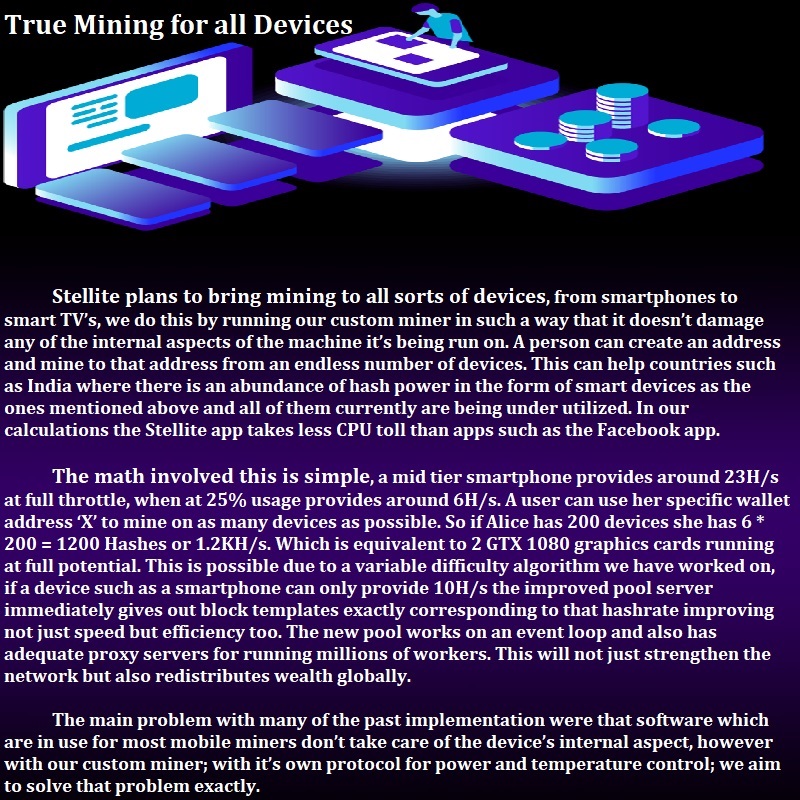 True Mining for all Devices
Stellite plans to bring mining to all sorts of devices, from smartphones to
smart TV’s, we do this by running our custom miner in such a way that it doesn’t damage
any of the internal aspects of the machine it’s being run on. A person can create an address
and mine to that address from an endless number of devices. This can help countries such
as India where there is an abundance of hash power in the form of smart devices as the
ones mentioned above and all of them currently are being under utilized. In our
calculations the Stellite app takes less CPU toll than apps such as the Facebook app.
The math involved this is simple, a mid tier smartphone provides around 23H/s
at full throttle, when at 25% usage provides around 6H/s. A user can use her specific wallet
address ‘X’ to mine on as many devices as possible. So if Alice has 200 devices she has 6 *
200 = 1200 Hashes or 1.2KH/s. Which is equivalent to 2 GTX 1080 graphics cards running
at full potential. This is possible due to a variable difficulty algorithm we have worked on,
if a device such as a smartphone can only provide 10H/s the improved pool server
immediately gives out block templates exactly corresponding to that hashrate improving
not just speed but efficiency too. The new pool works on an event loop and also has
adequate proxy servers for running millions of workers. This will not just strengthen the
network but also redistributes wealth globally.
The main problem with many of the past implementation were that software which
are in use for most mobile miners don’t take care of the device’s internal aspect, however
with our custom miner; with it’s own protocol for power and temperature control; we aim
to solve that problem exactly.